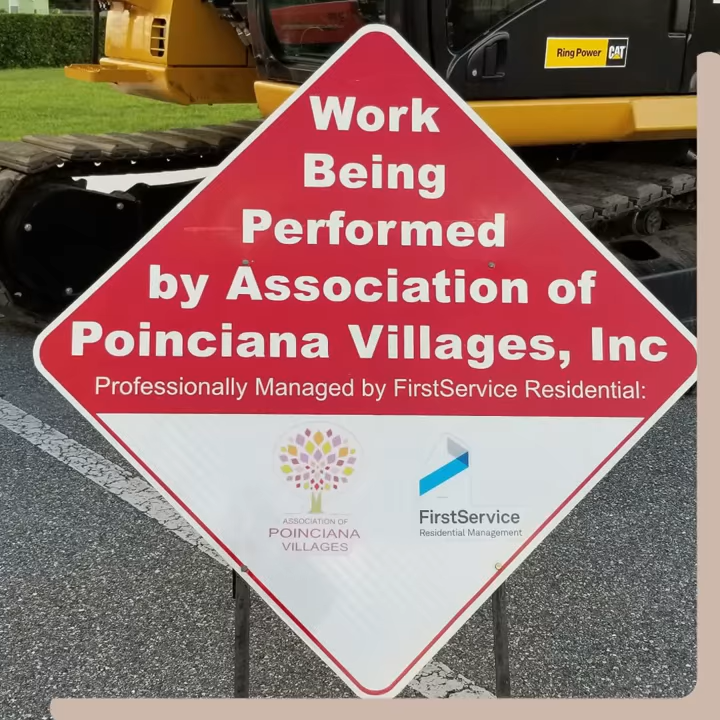 Ring Power CAT
Work
Being
Performed
by Association of
Poinciana Villages, Inc
Professionally Managed by FirstService Residential:
ASSOCIATION OF
POINCIANA
VILLAGES
FirstService
Residential Management